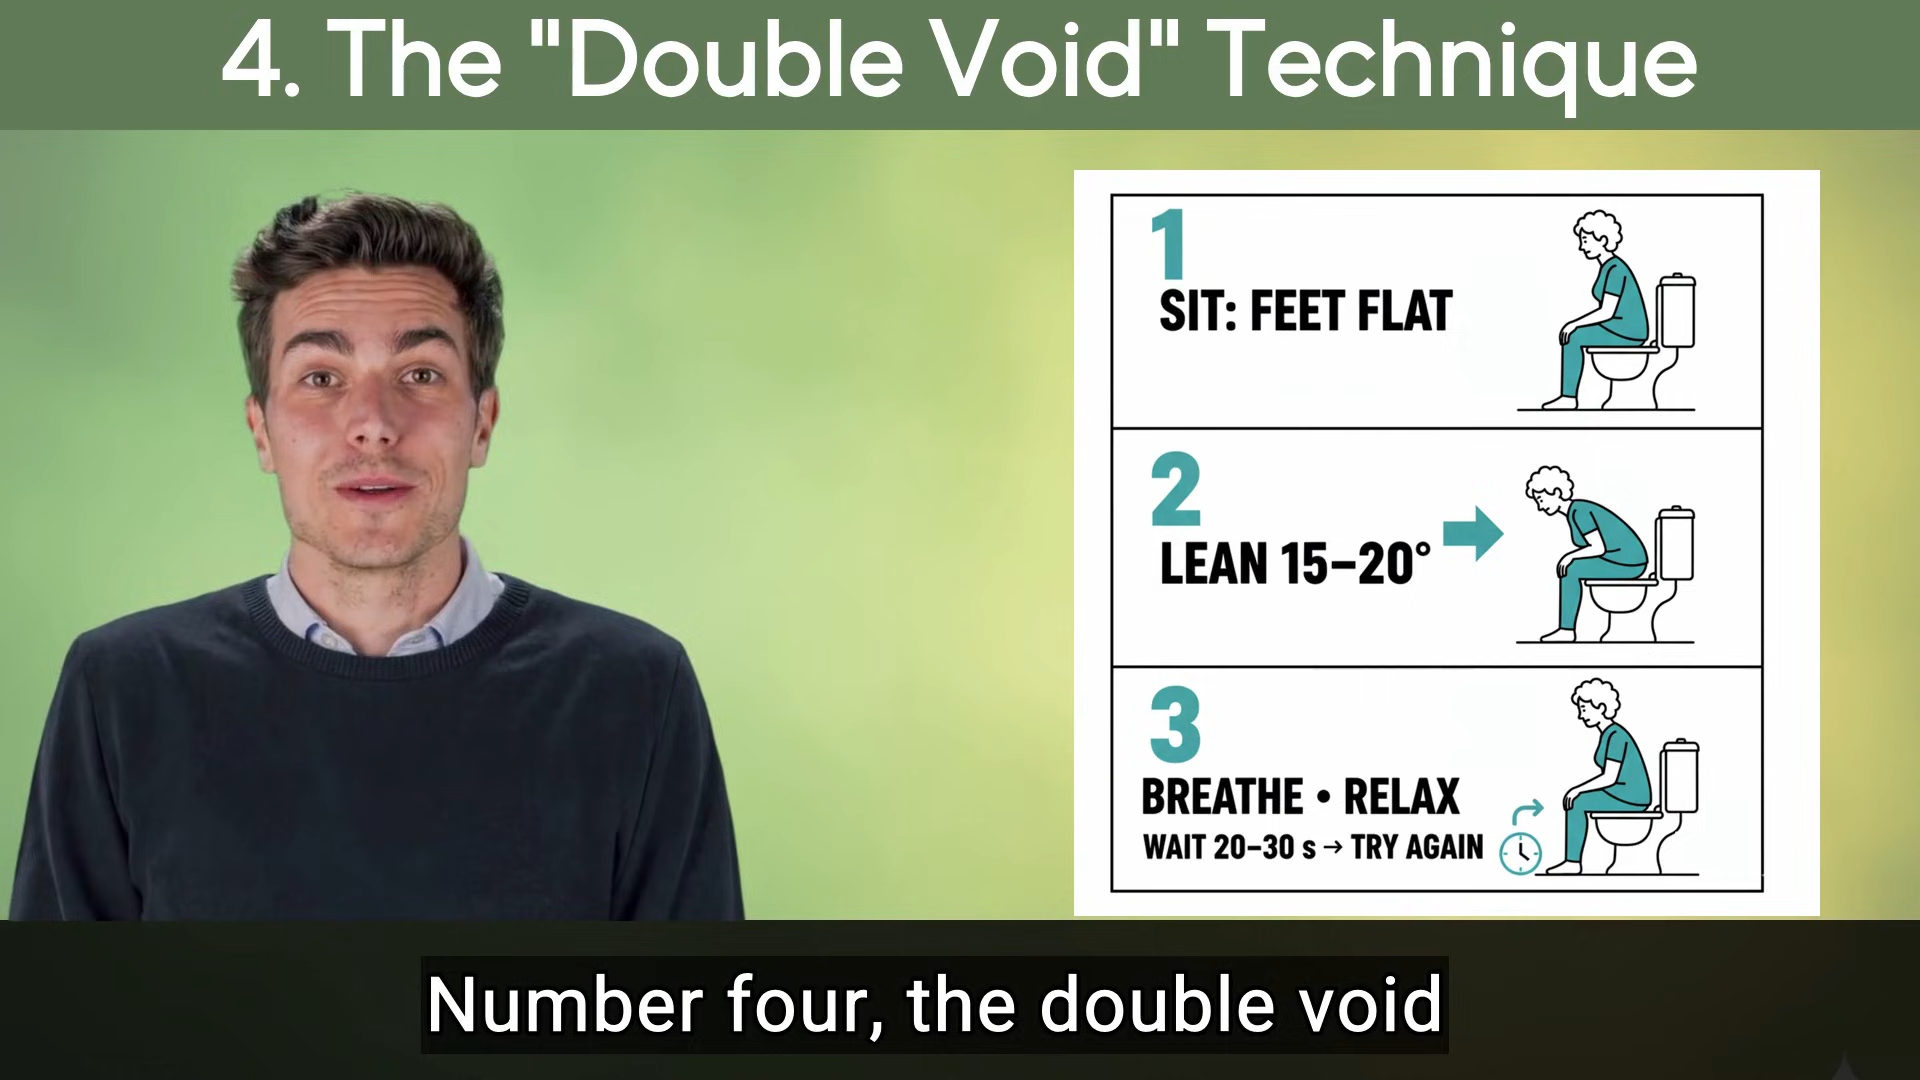 4. The "Double Void" Technique
1
SIT: FEET FLAT
2
LEAN 15–20°
3
BREATHE • RELAX
WAIT 20–30 s → TRY AGAIN
Number four, the double void